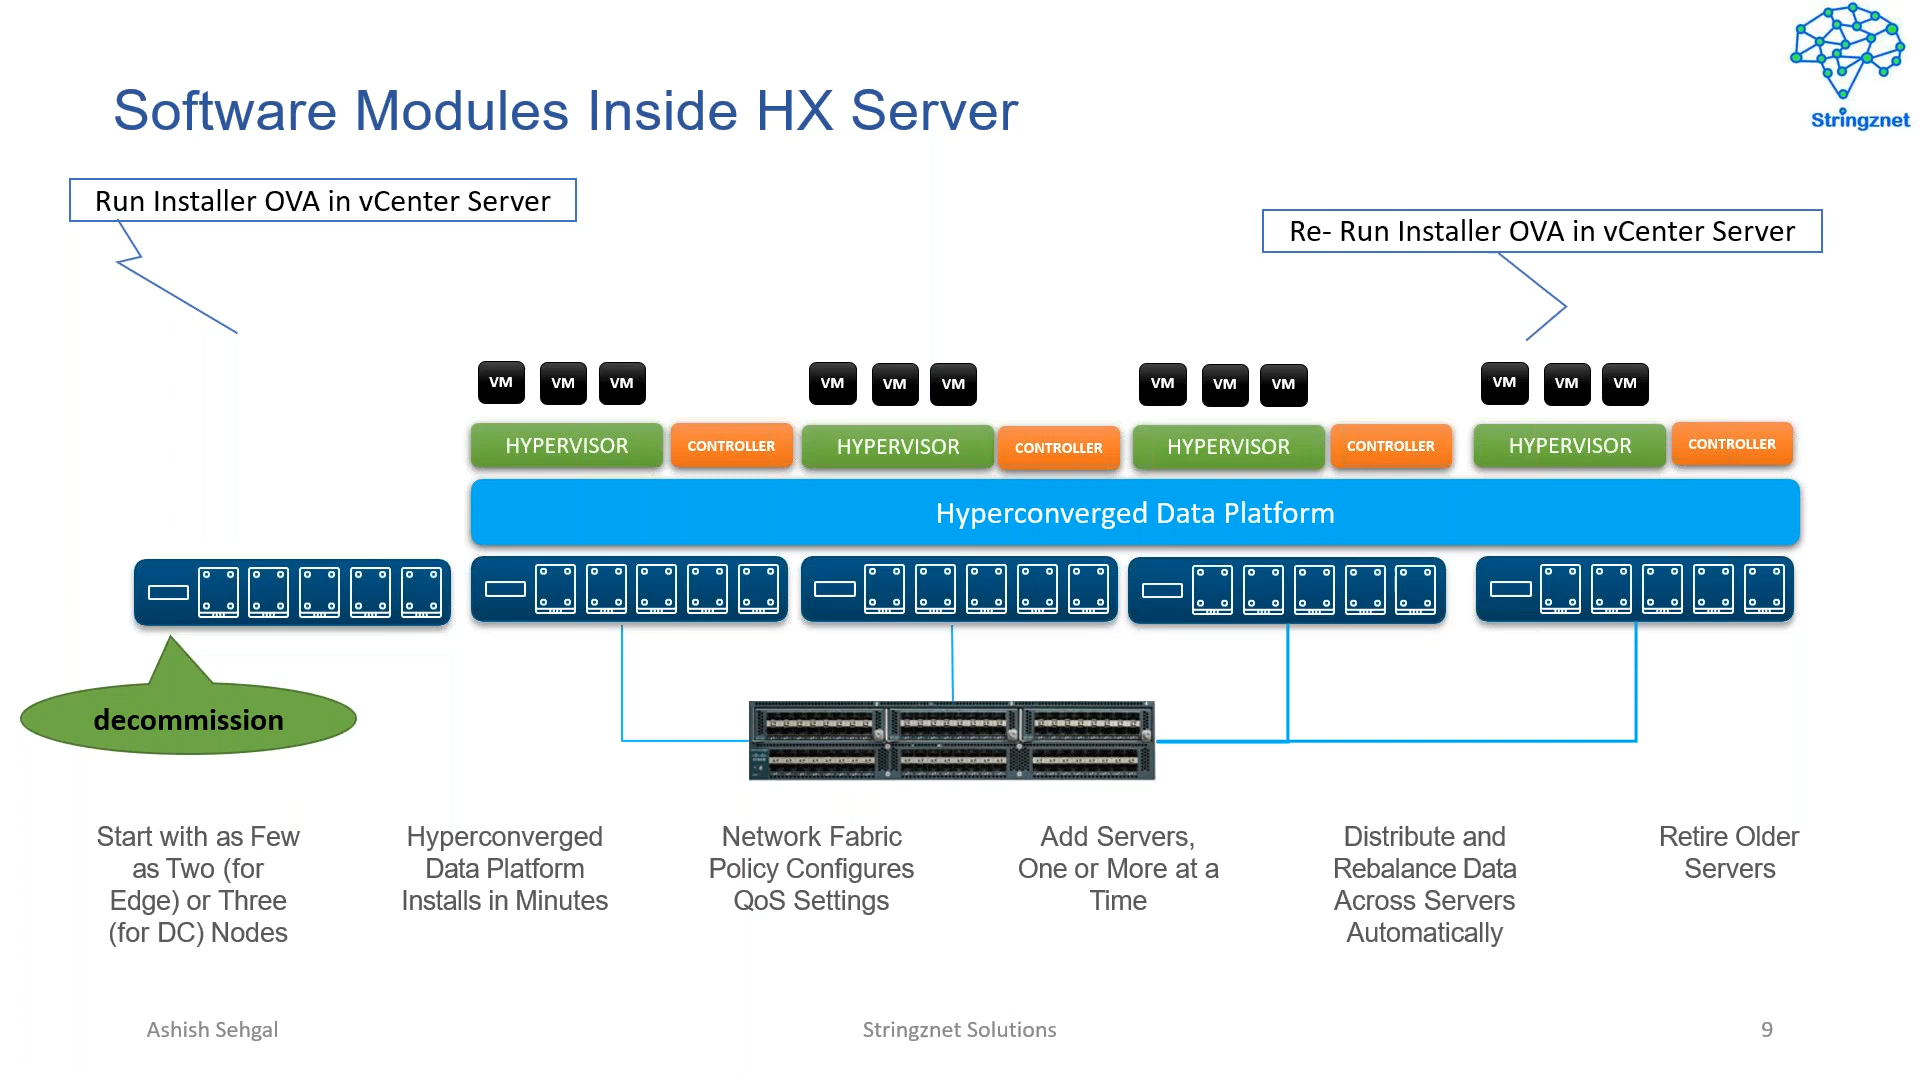 Stringznet
Software Modules Inside HX Server
Run Installer OVA in vCenter Server
Re- Run Installer OVA in vCenter Server
VM VM VM VM VM VM VM VM VM VM VM VM
HYPERVISOR CONTROLLER HYPERVISOR CONTROLLER HYPERVISOR CONTROLLER HYPERVISOR CONTROLLER
Hyperconverged Data Platform
decommission
Start with as Few
as Two (for
Edge) or Three
(for DC) Nodes
Hyperconverged
Data Platform
Installs in Minutes
Network Fabric
Policy Configures
QoS Settings
Add Servers,
One or More at a
Time
Distribute and
Rebalance Data
Across Servers
Automatically
Retire Older
Servers
Ashish Sehgal
Stringznet Solutions
9